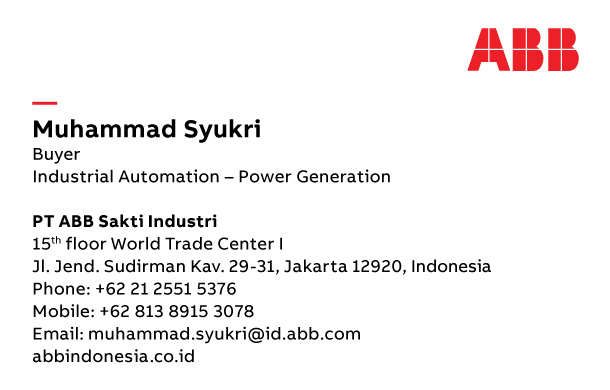 ABB
Muhammad Syukri
Buyer
Industrial Automation – Power Generation
PT ABB Sakti Industri
15th floor World Trade Center I
Jl. Jend. Sudirman Kav. 29-31, Jakarta 12920, Indonesia
Phone: +62 21 2551 5376
Mobile: +62 813 8915 3078
Email: muhammad.syukri@id.abb.com
abbindonesia.co.id